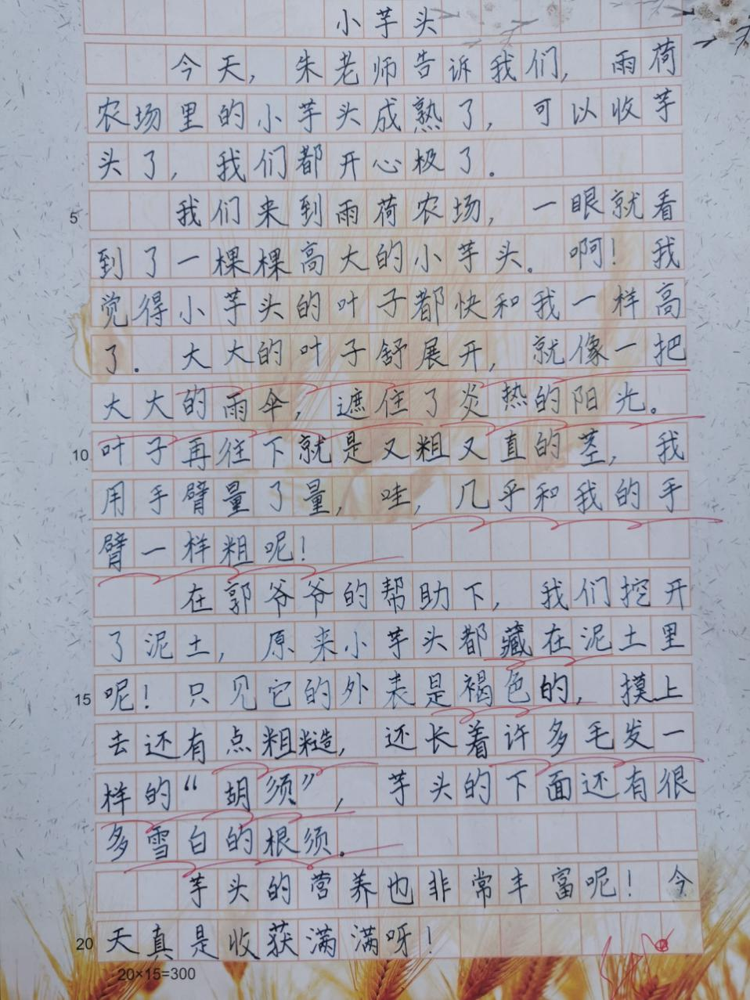 小芋头
今天，朱老师告诉我们，雨荷
农场里的小芋头成熟了，可以收芋
头了，我们都开心极了。
5 我们来到雨荷农场，一眼就看
到了一棵棵高大的小芋头。啊！我
觉得小芋头的叶子都快和我一样高
了。大大的叶子舒展开，就像一把
大大的雨伞，遮住了炎热的阳光。
10 叶子再往下就是又粗又直的茎，我
用手臂量了量，哇，几乎和我的手
臂一样粗呢！
在郭爷爷的帮助下，我们挖开
了泥土，原来小芋头都藏在泥土里
15 呢！只见它的外表是褐色的，摸上
去还有点粗糙，还长着许多毛发一
样的“胡须”，芋头的下面还有很
多雪白的根须。
芋头的营养也非常丰富呢！今
20 天真是收获满满呀！
20×15=300